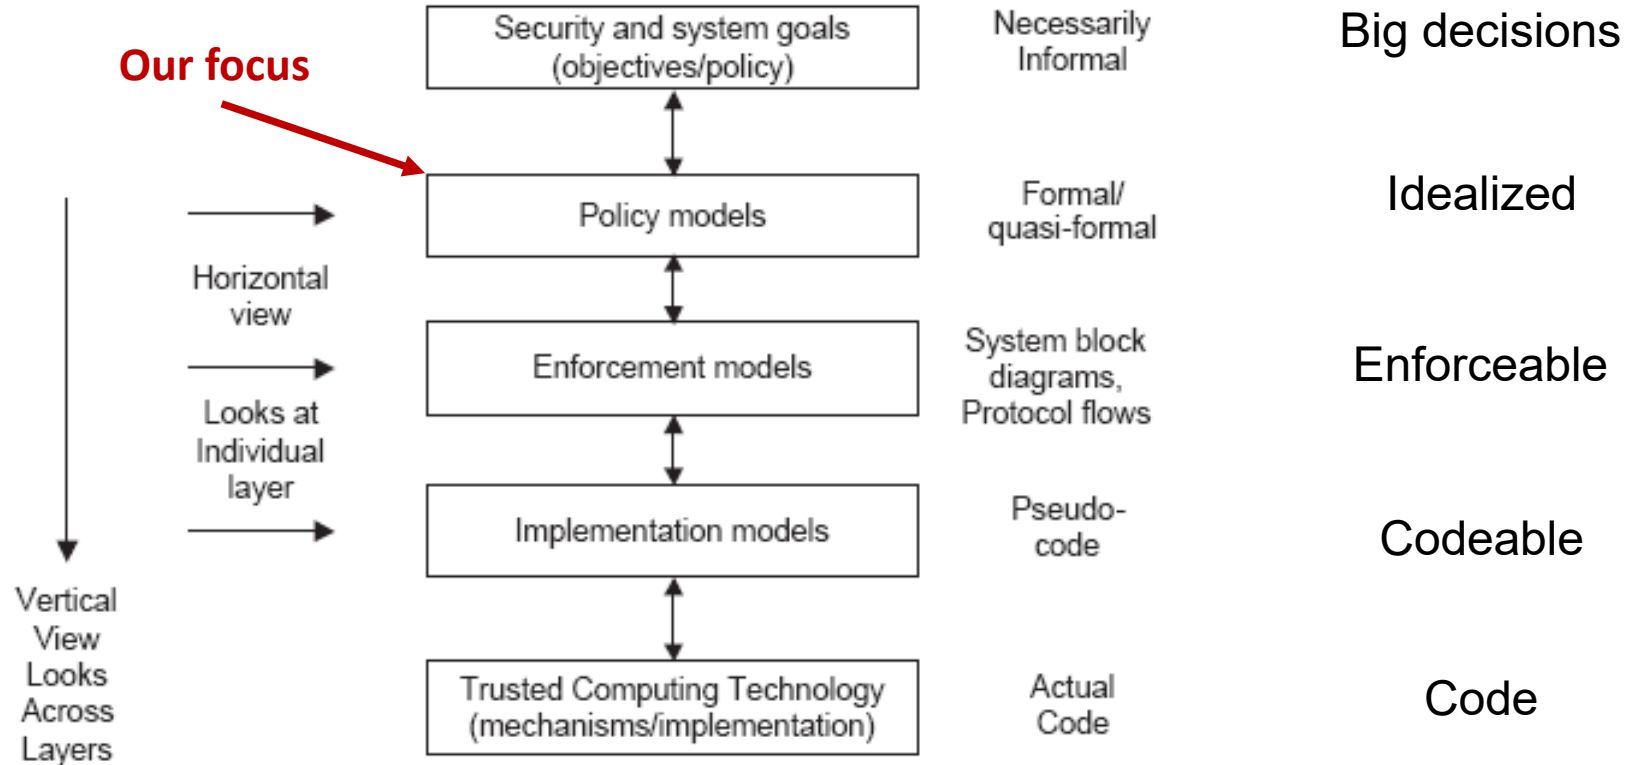 Security and system goals
(objectives/policy)
Necessarily
Informal
Big decisions
Our focus
Policy models
Formal/
quasi-formal
Idealized
Horizontal
view
Enforcement models
System block
diagrams,
Protocol flows
Enforceable
Looks at
Individual
layer
Implementation models
Pseudo-
code
Codeable
Vertical
View
Looks
Across
Layers
Trusted Computing Technology
(mechanisms/implementation)
Actual
Code
Code